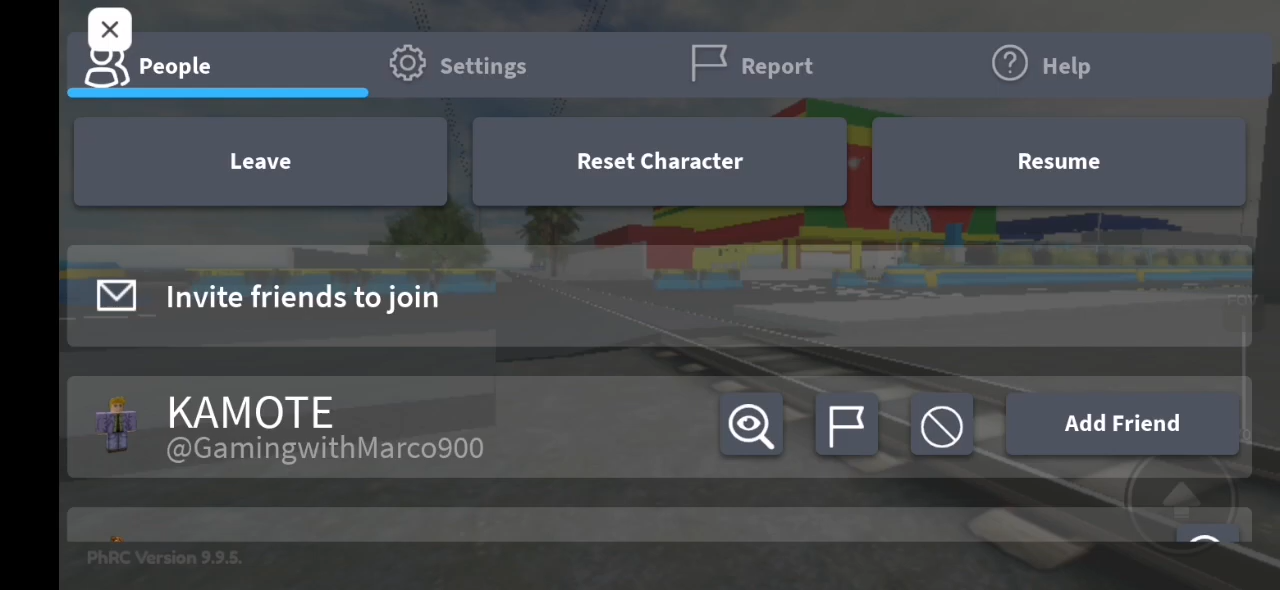 People
Settings
Report
Help
Leave
Reset Character
Resume
Invite friends to join
FOV
KAMOTE
@GamingwithMarco900
Add Friend
PhRC Version 9.9.5.